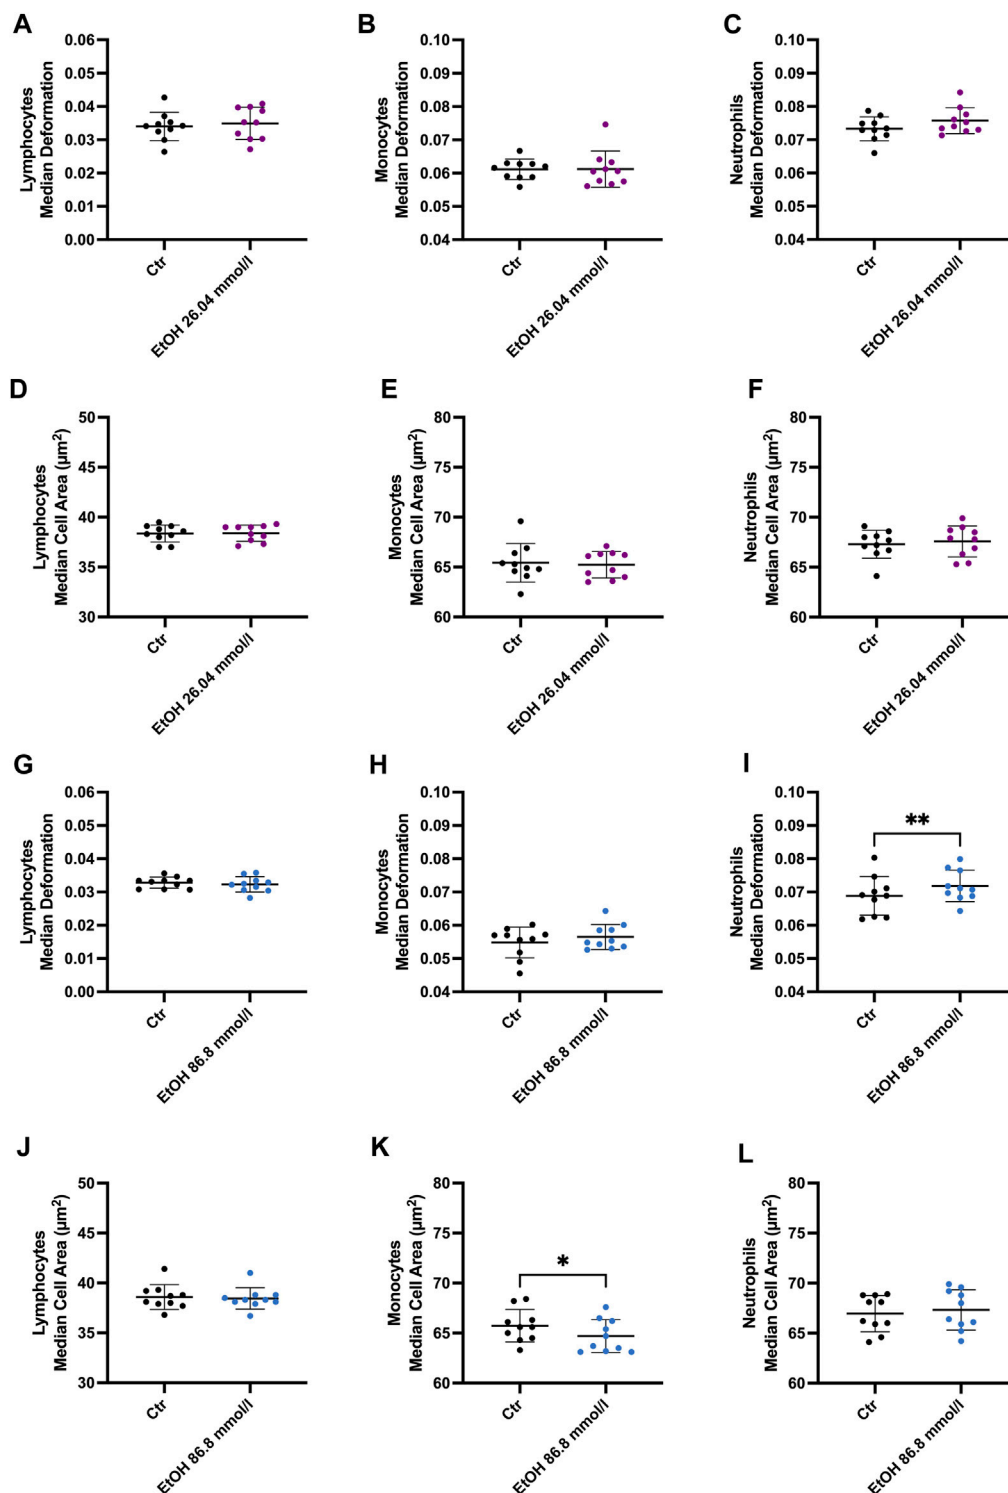 A
Lymphocytes
Median Deformation
0.06
0.05
0.04
0.03
0.02
0.01
0.00
Ctr
EtOH 26.04 mmol/l
B
Monocytes
Median Deformation
0.10
0.09
0.08
0.07
0.06
0.05
0.04
Ctr
EtOH 26.04 mmol/l
C
Neutrophils
Median Deformation
0.10
0.09
0.08
0.07
0.06
0.05
0.04
Ctr
EtOH 26.04 mmol/l
D
Lymphocytes
Median Cell Area (µm²)
50
45
40
35
30
Ctr
EtOH 26.04 mmol/l
E
Monocytes
Median Cell Area (µm²)
80
75
70
65
60
Ctr
EtOH 26.04 mmol/l
F
Neutrophils
Median Cell Area (µm²)
80
75
70
65
60
Ctr
EtOH 26.04 mmol/l
G
Lymphocytes
Median Deformation
0.06
0.05
0.04
0.03
0.02
0.01
0.00
Ctr
EtOH 86.8 mmol/l
H
Monocytes
Median Deformation
0.10
0.09
0.08
0.07
0.06
0.05
0.04
Ctr
EtOH 86.8 mmol/l
I
Neutrophils
Median Deformation
0.10
0.09
0.08
0.07
0.06
0.05
0.04
**
Ctr
EtOH 86.8 mmol/l
J
Lymphocytes
Median Cell Area (µm²)
50
45
40
35
30
Ctr
EtOH 86.8 mmol/l
K
Monocytes
Median Cell Area (µm²)
80
75
70
65
60
*
Ctr
EtOH 86.8 mmol/l
L
Neutrophils
Median Cell Area (µm²)
80
75
70
65
60
Ctr
EtOH 86.8 mmol/l